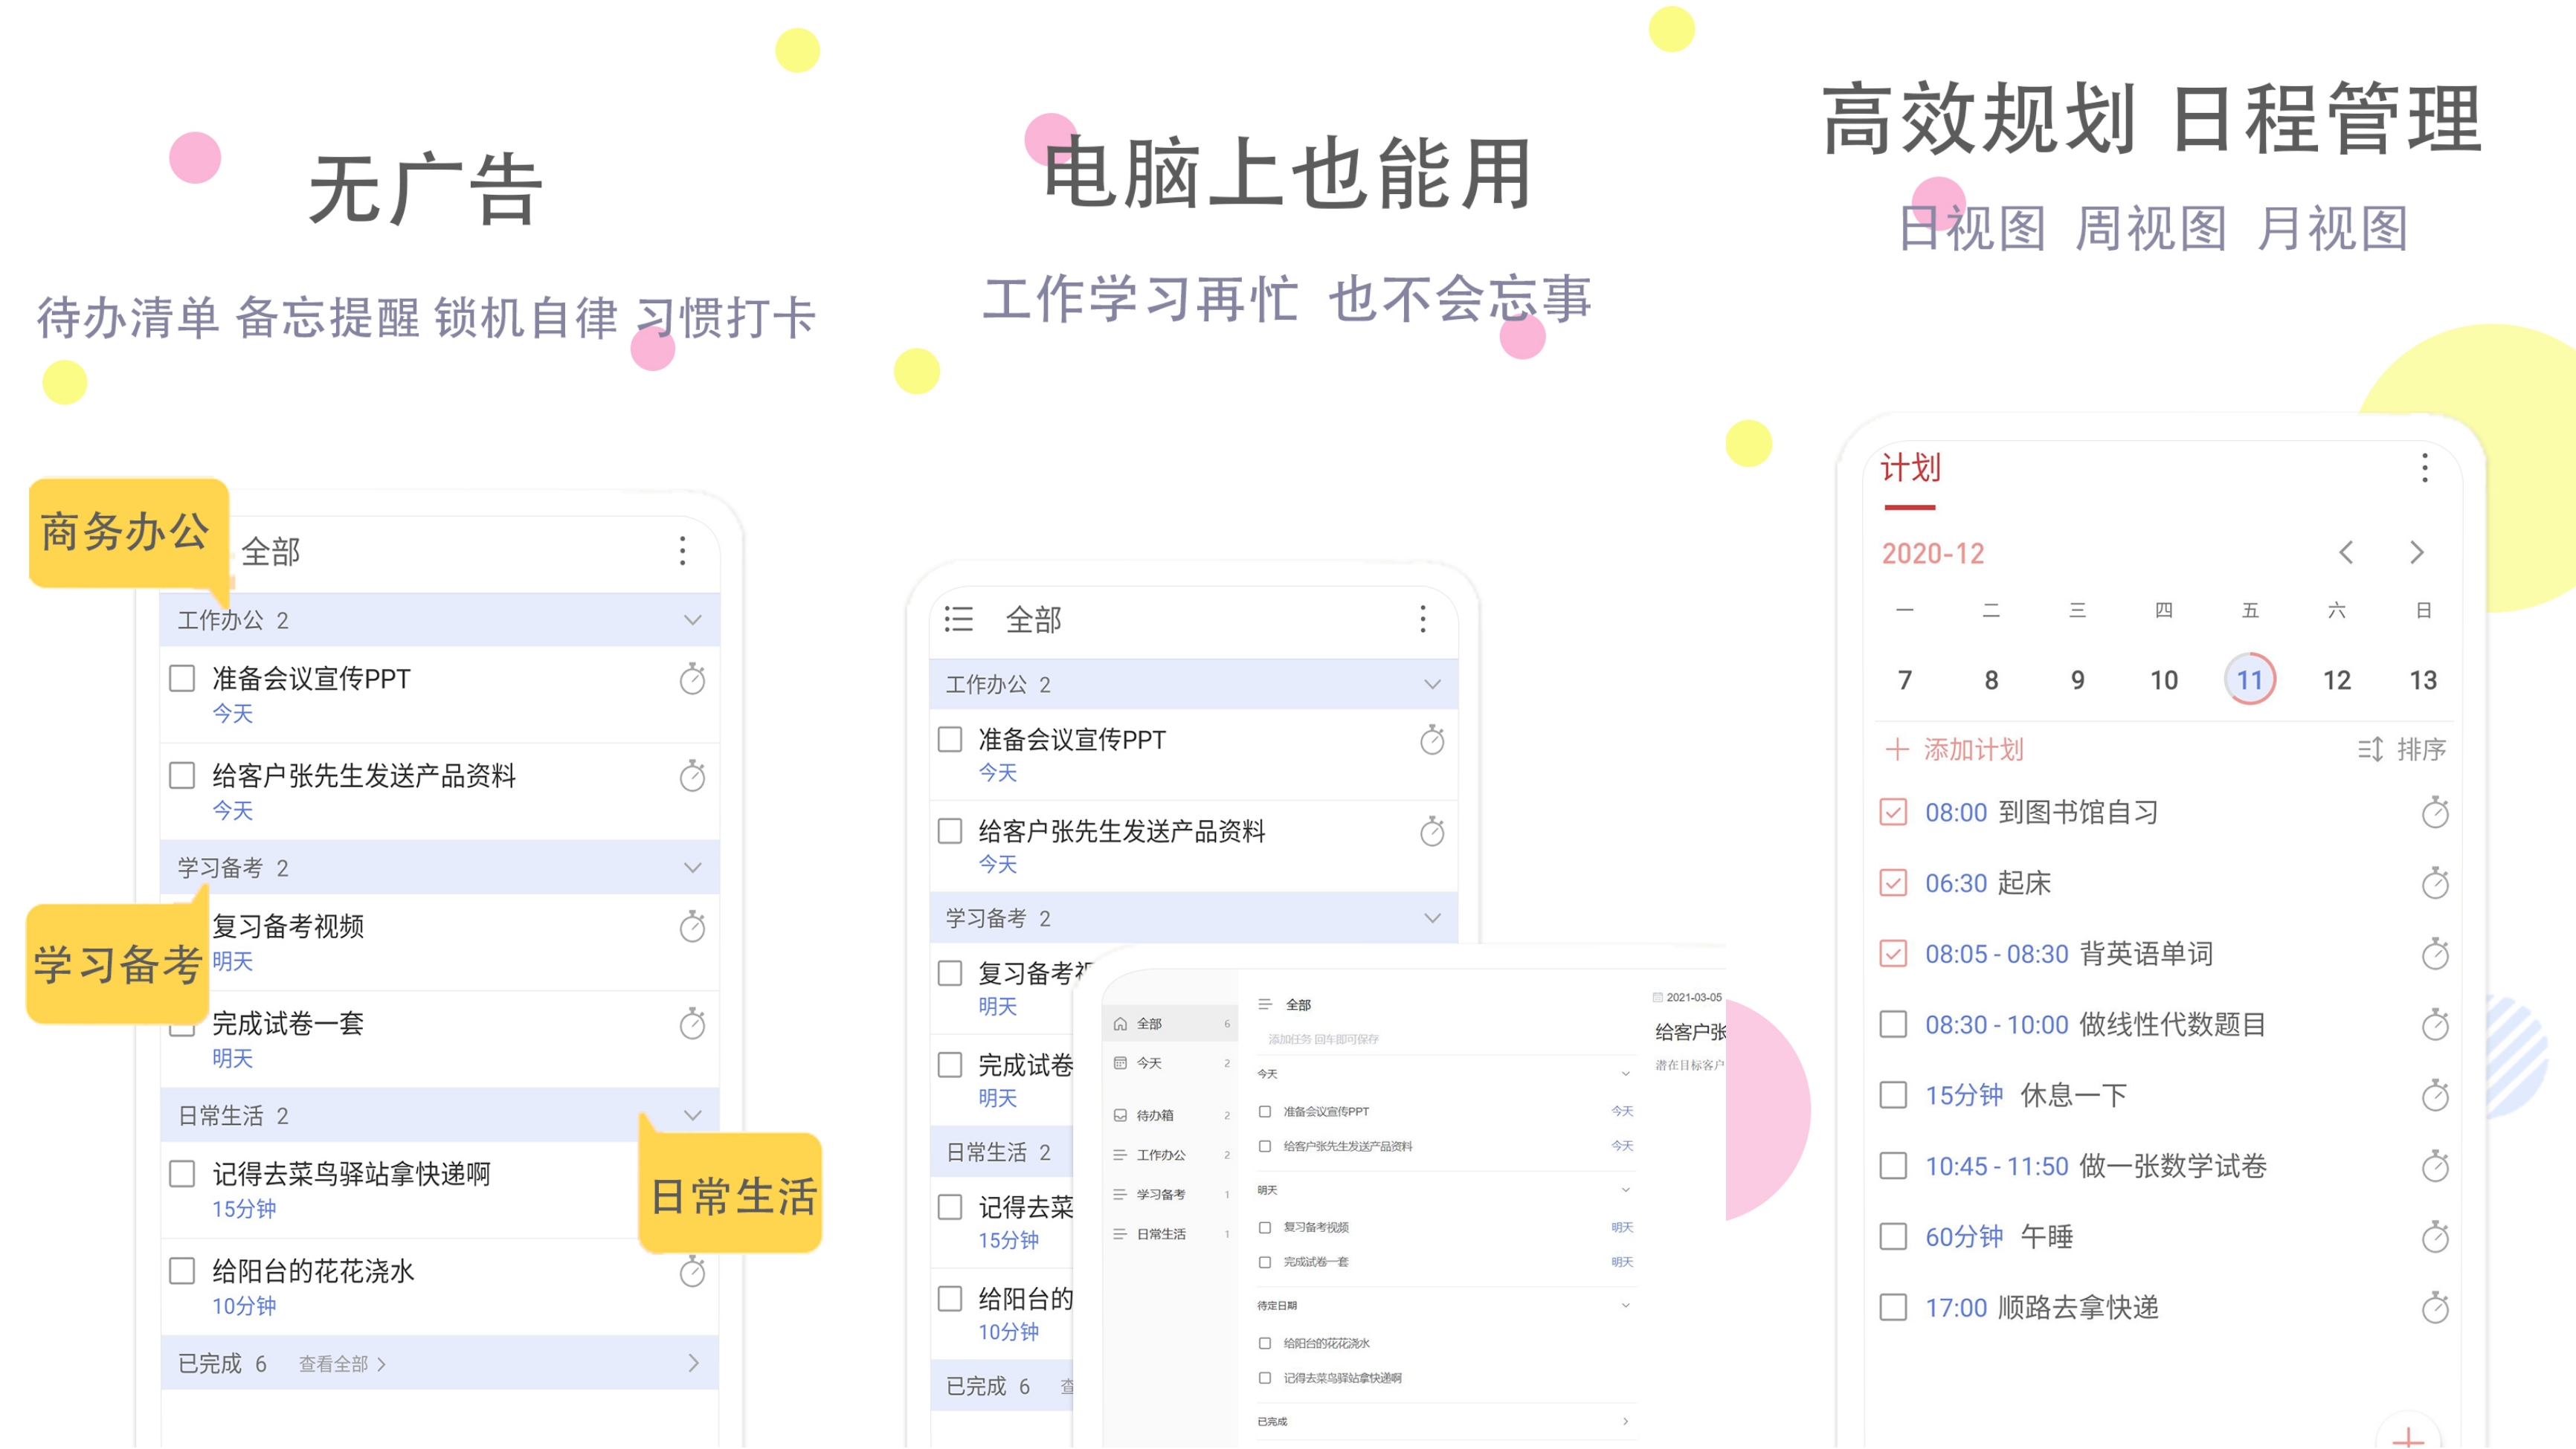 无广告
待办清单 备忘提醒 锁机自律 习惯打卡
商务办公
全部
工作办公 2
准备会议宣传PPT
今天
给客户张先生发送产品资料
今天
学习备考 2
学习备考
复习备考视频
明天
完成试卷一套
明天
日常生活 2
日常生活
记得去菜鸟驿站拿快递啊
15分钟
给阳台的花花浇水
10分钟
已完成 6 查看全部
电脑上也能用
工作学习再忙 也不会忘事
全部
工作办公 2
准备会议宣传PPT
今天
给客户张先生发送产品资料
今天
学习备考 2
复习备考
明天
完成试卷
明天
日常生活 2
记得去菜
15分钟
给阳台的
10分钟
已完成 6 查
全部 6
今天 2
待办箱 2
工作办公 2
学习备考 1
日常生活 1
全部
添加任务 回车即可保存
今天
准备会议宣传PPT 今天
给客户张先生发送产品资料 今天
明天
复习备考视频 明天
完成试卷一套 明天
待定日期
给阳台的花花浇水
记得去菜鸟驿站拿快递啊
已完成
2021-03-05
给客户张
潜在目标客户
高效规划 日程管理
日视图 周视图 月视图
计划
2020-12
一 二 三 四 五 六 日
7 8 9 10 11 12 13
添加计划 排序
08:00 到图书馆自习
06:30 起床
08:05 - 08:30 背英语单词
08:30 - 10:00 做线性代数题目
15分钟 休息一下
10:45 - 11:50 做一张数学试卷
60分钟 午睡
17:00 顺路去拿快递